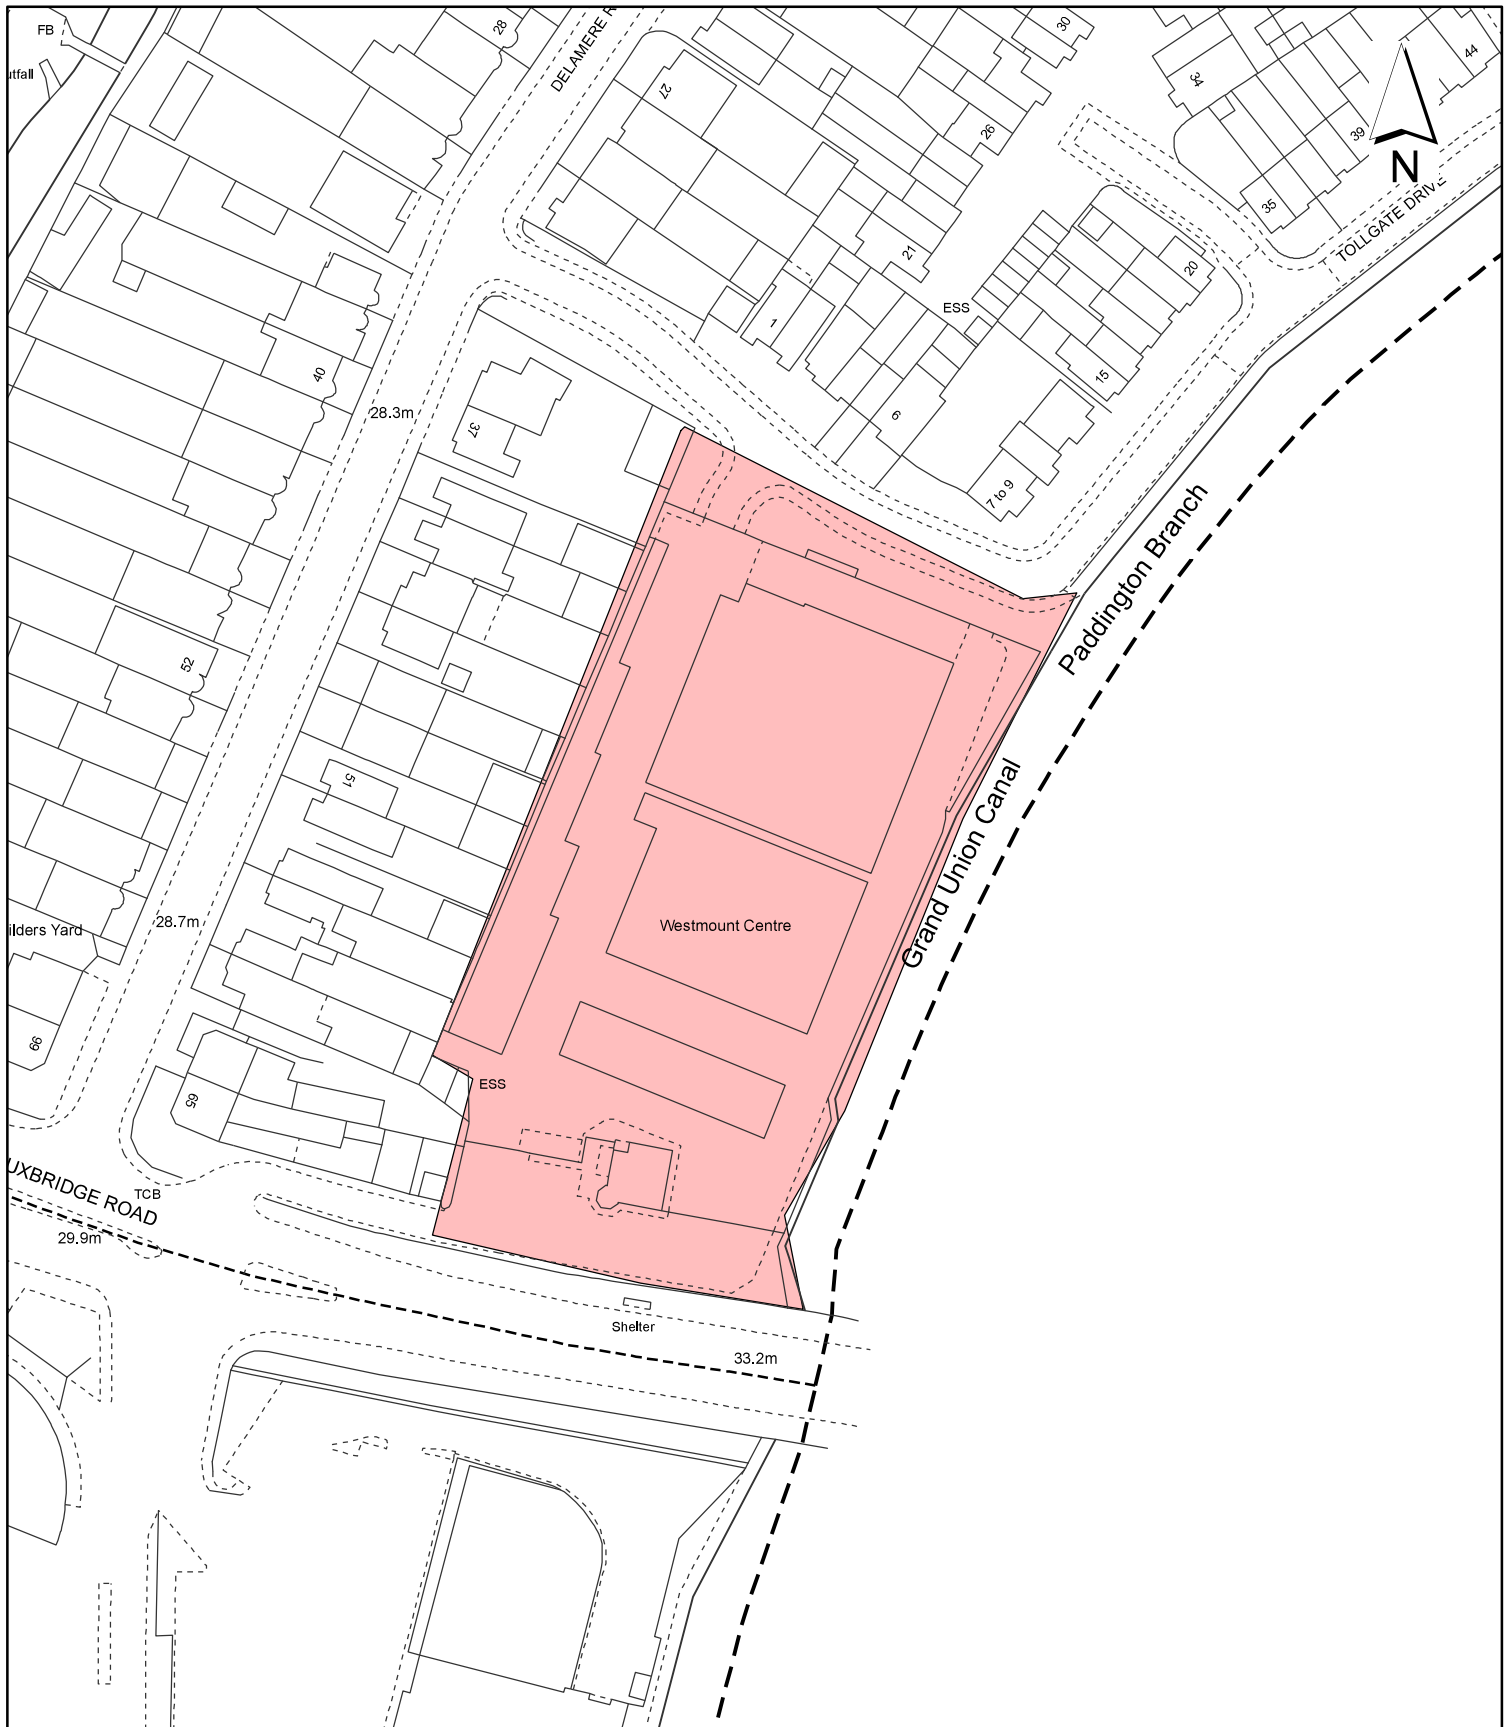 FB
28
DELAMERE R
30
44
utfall
34
27
26
39
N
35
TOLLGATE DRIVE
21
20
ESS
1
40
15
28.3m
6
37
7 to 9
Paddington Branch
52
51
Grand Union Canal
28.7m
Westmount Centre
ilders Yard
66
ESS
65
UXBRIDGE ROAD
TCB
29.9m
Shelter
33.2m